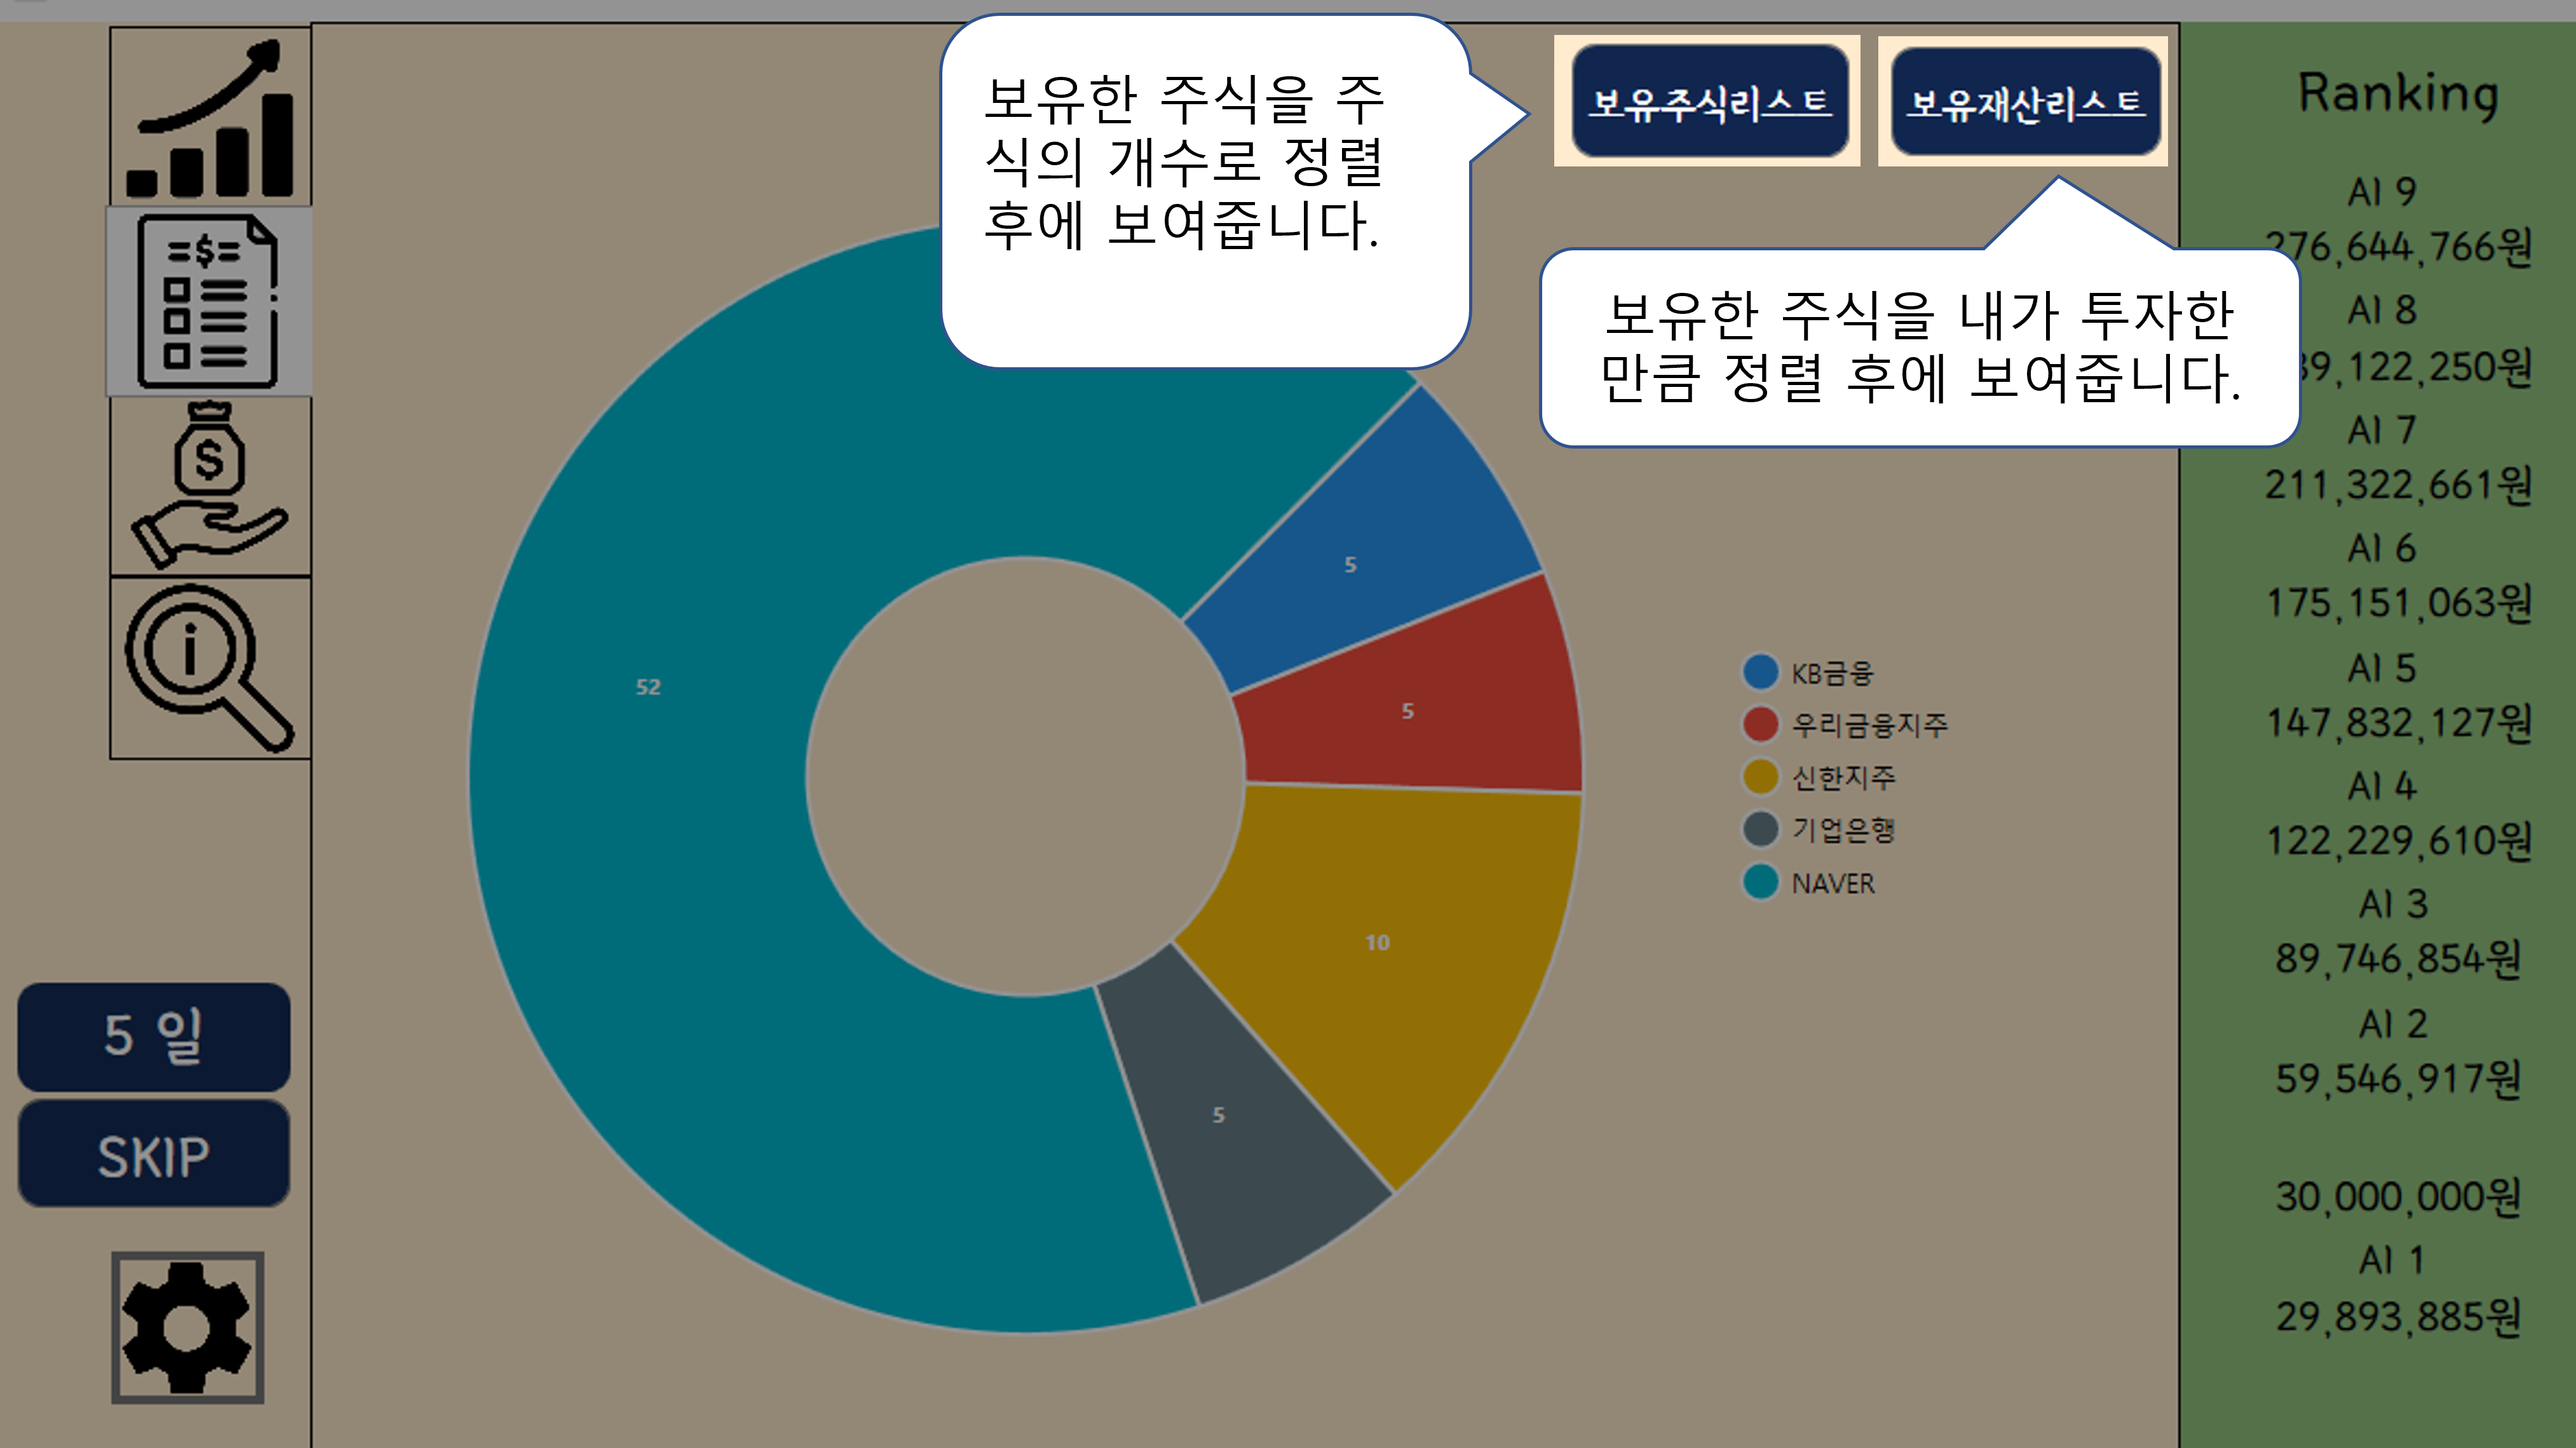 보유한 주식을 주
식의 개수로 정렬
후에 보여줍니다.
보유주식리스트
보유재산리스트
보유한 주식을 내가 투자한
만큼 정렬 후에 보여줍니다.
=$=
$
i
5 일
SKIP
52
5
5
10
5
KB금융
우리금융지주
신한지주
기업은행
NAVER
Ranking
AI 9
276,644,766원
AI 8
39,122,250원
AI 7
211,322,661원
AI 6
175,151,063원
AI 5
147,832,127원
AI 4
122,229,610원
AI 3
89,746,854원
AI 2
59,546,917원
30,000,000원
AI 1
29,893,885원